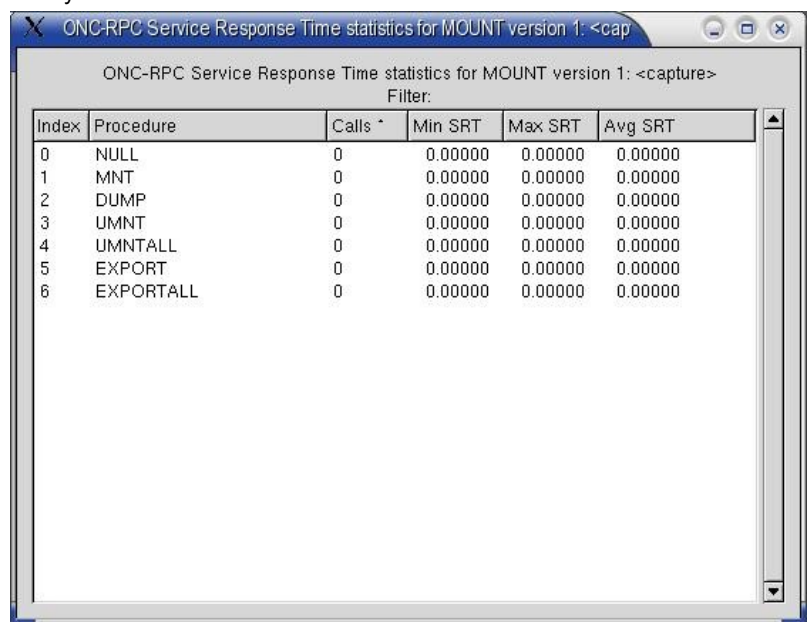 ONC-RPC Service Response Time statistics for MOUNT version 1: <cap
ONC-RPC Service Response Time statistics for MOUNT version 1: <capture>
Filter:
Index Procedure Calls Min SRT Max SRT Avg SRT
0 NULL 0 0.00000 0.00000 0.00000
1 MNT 0 0.00000 0.00000 0.00000
2 DUMP 0 0.00000 0.00000 0.00000
3 UMNT 0 0.00000 0.00000 0.00000
4 UMNTALL 0 0.00000 0.00000 0.00000
5 EXPORT 0 0.00000 0.00000 0.00000
6 EXPORTALL 0 0.00000 0.00000 0.00000